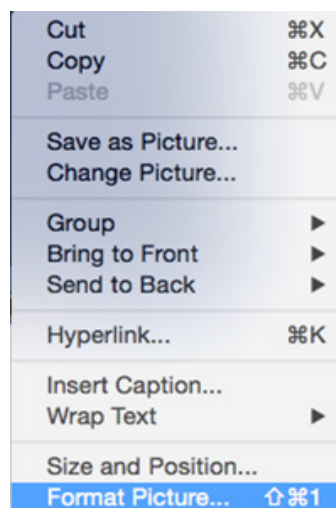 Cut ⌘X
Copy ⌘C
Paste ⌘V
Save as Picture...
Change Picture...
Group ▶
Bring to Front ▶
Send to Back ▶
Hyperlink... ⌘K
Insert Caption...
Wrap Text ▶
Size and Position...
Format Picture... ⇧⌘1